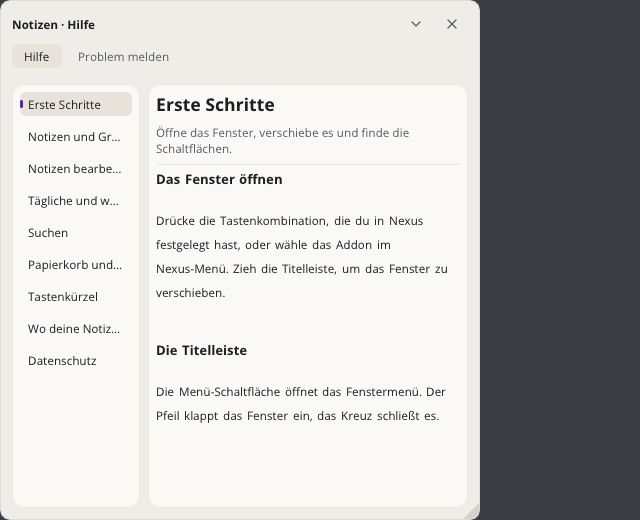 Notizen · Hilfe
Hilfe
Problem melden
Erste Schritte
Notizen und Gr...
Notizen bearbe...
Tägliche und w...
Suchen
Papierkorb und...
Tastenkürzel
Wo deine Notiz...
Datenschutz
Erste Schritte
Öffne das Fenster, verschiebe es und finde die
Schaltflächen.
Das Fenster öffnen
Drücke die Tastenkombination, die du in Nexus
festgelegt hast, oder wähle das Addon im
Nexus-Menü. Zieh die Titelleiste, um das Fenster zu
verschieben.
Die Titelleiste
Die Menü-Schaltfläche öffnet das Fenstermenü. Der
Pfeil klappt das Fenster ein, das Kreuz schließt es.